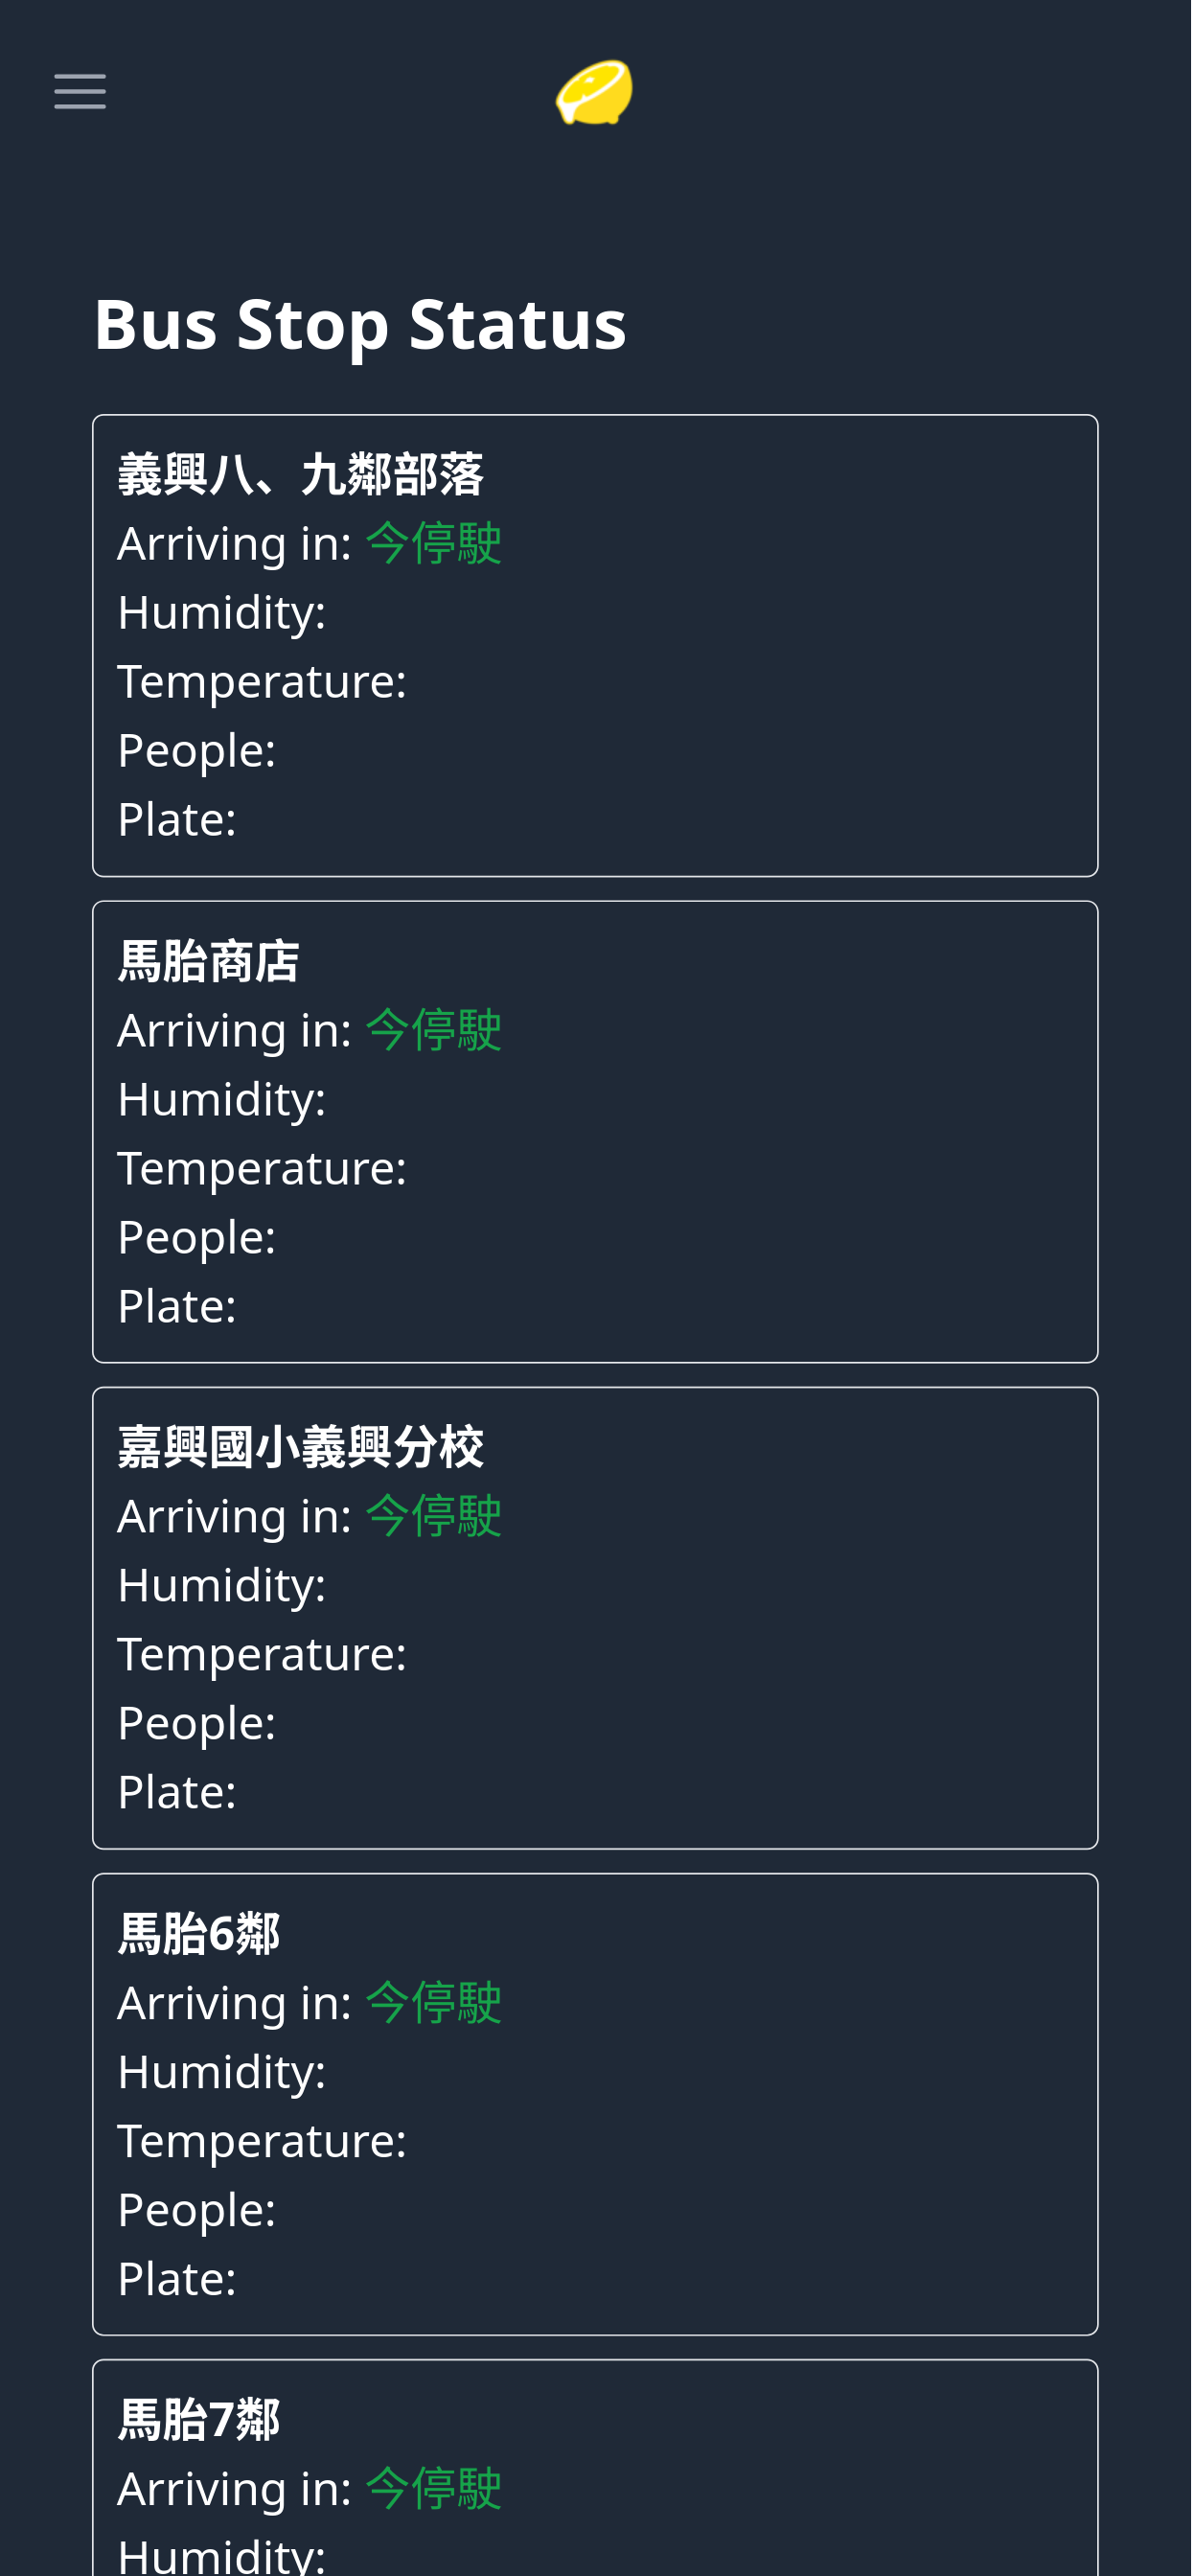 Bus Stop Status
義興八、九鄰部落
Arriving in: 今停駛
Humidity:
Temperature:
People:
Plate:
馬胎商店
Arriving in: 今停駛
Humidity:
Temperature:
People:
Plate:
嘉興國小義興分校
Arriving in: 今停駛
Humidity:
Temperature:
People:
Plate:
馬胎6鄰
Arriving in: 今停駛
Humidity:
Temperature:
People:
Plate:
馬胎7鄰
Arriving in: 今停駛
Humidity: